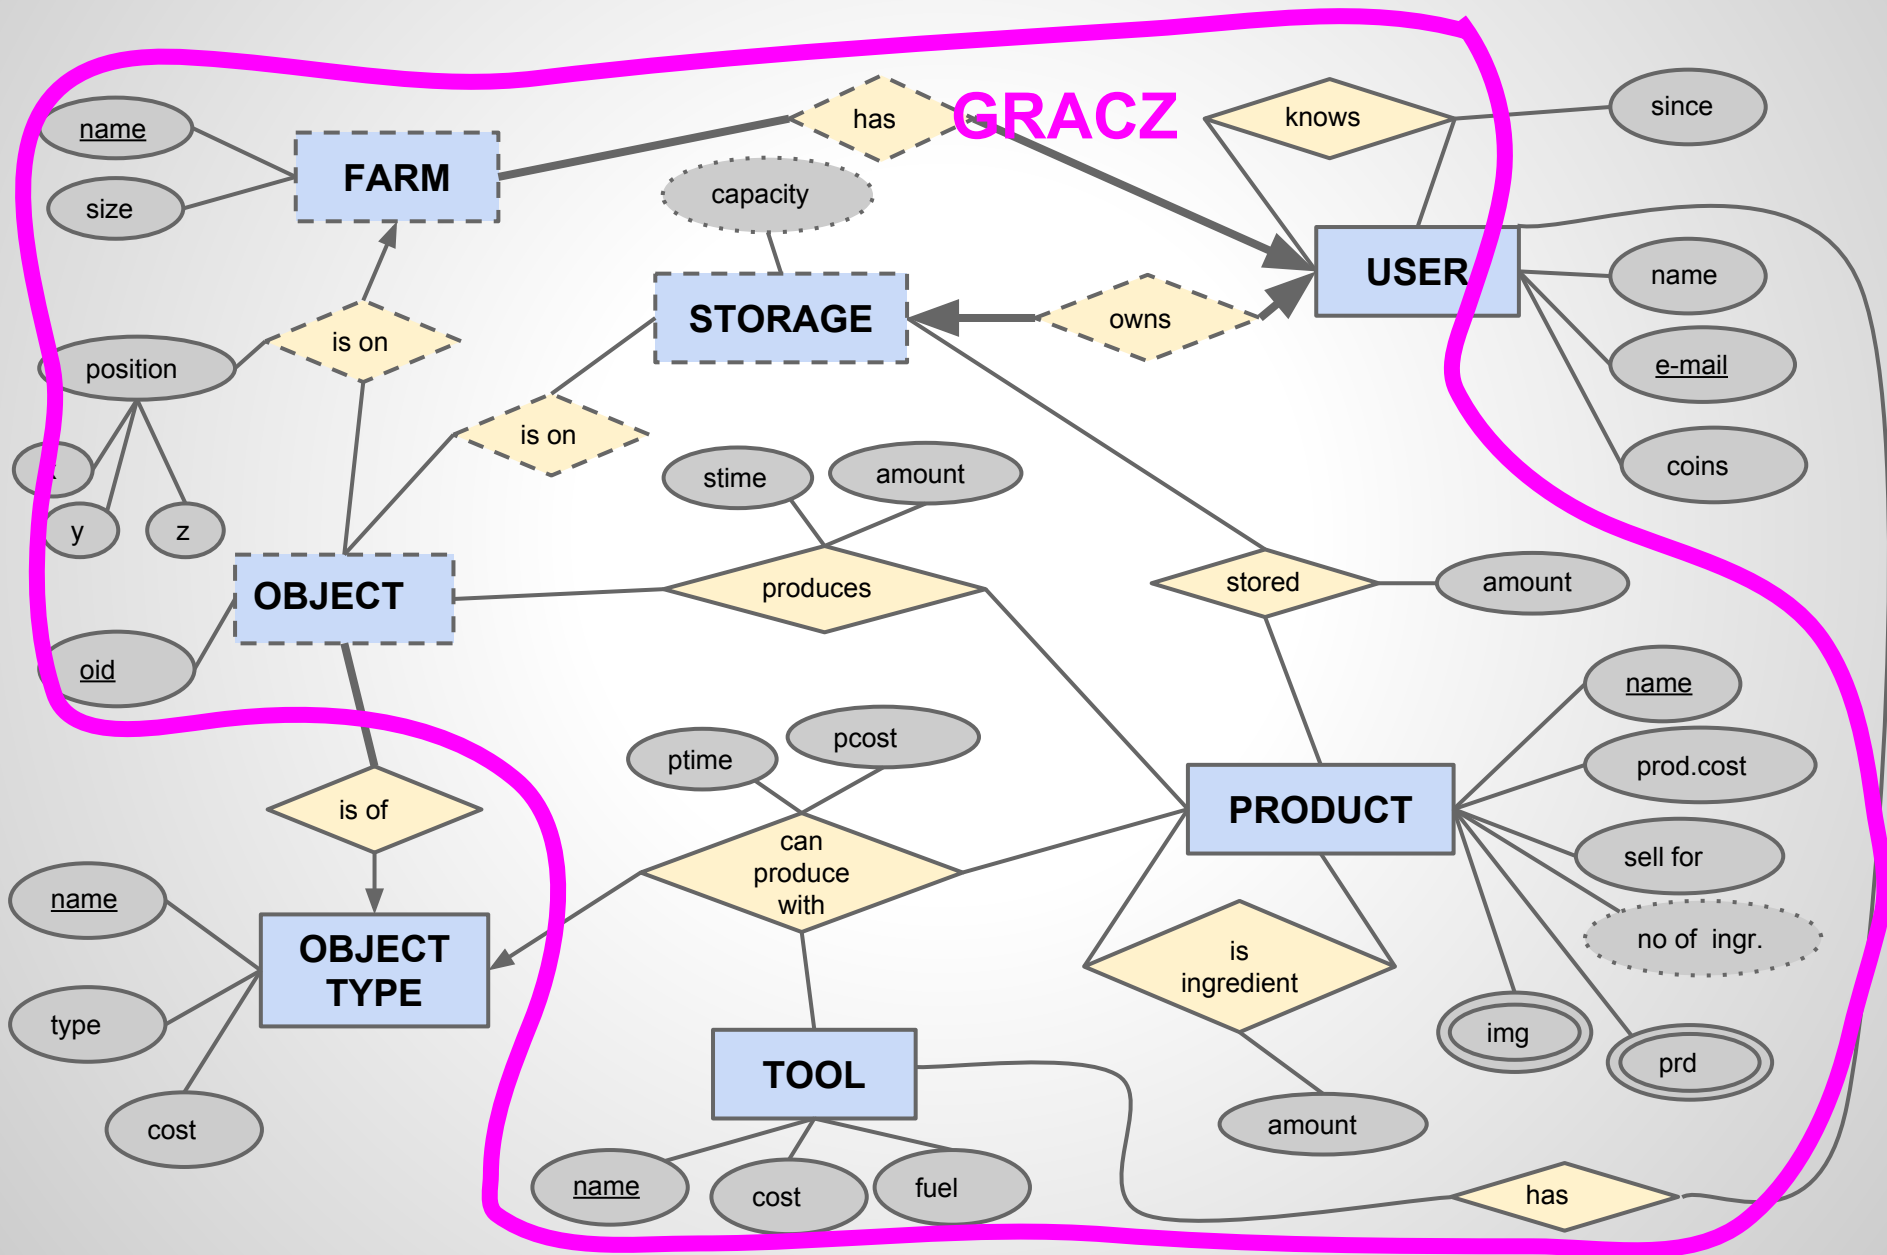 GRACZ
has
knows
since
name
FARM
size
capacity
USER
name
STORAGE
owns
is on
position
e-mail
is on
coins
stime
amount
y
z
OBJECT
produces
stored
amount
oid
name
ptime
pcost
prod.cost
is of
can
produce
with
PRODUCT
sell for
name
no of ingr.
OBJECT
TYPE
is
ingredient
type
img
prd
TOOL
cost
amount
name
cost
fuel
has